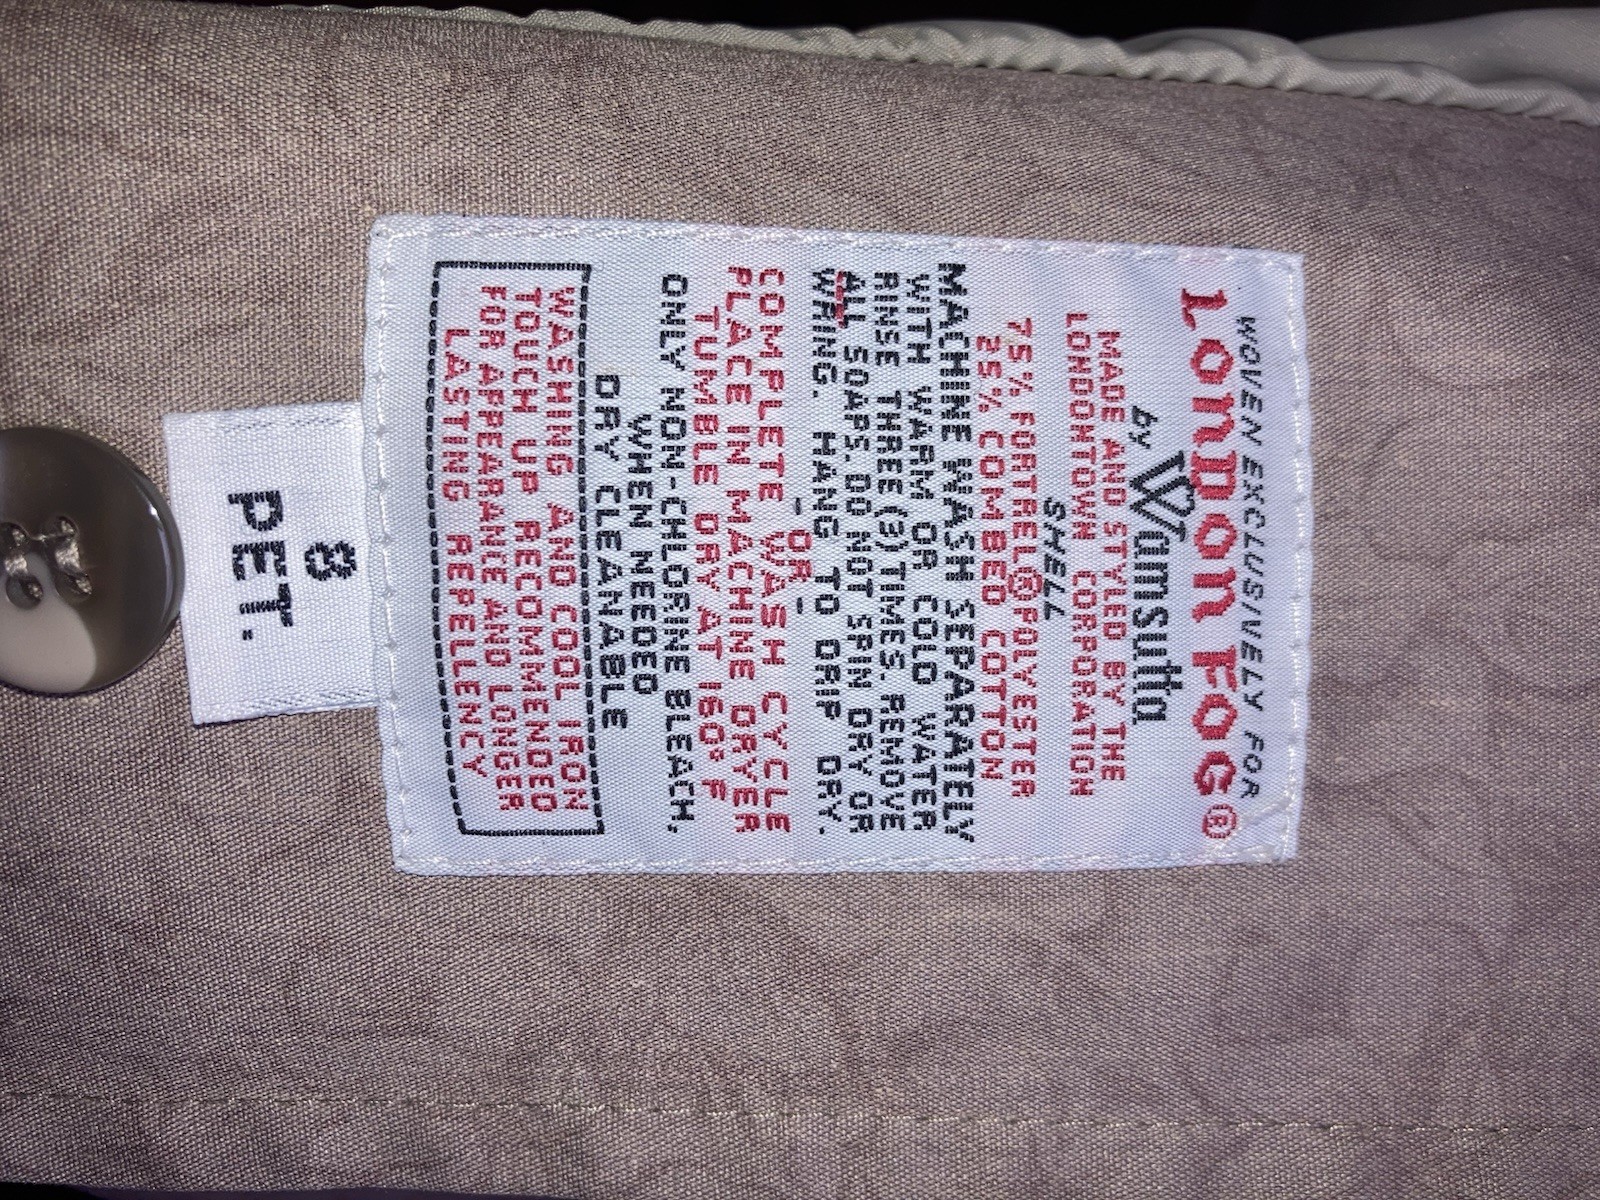 WOVEN EXCLUSIVELY FOR
LONDON FOG®
by Wamsutta
MADE AND STYLED BY THE
LONDONTOWN CORPORATION
SHELL
75% FORTREL® POLYESTER
25% COMBED COTTON
MACHINE WASH SEPARATELY
WITH WARM OR COLD WATER
RINSE THREE (3) TIMES. REMOVE
ALL SOAPS. DO NOT SPIN DRY OR
WRING. HANG TO DRIP DRY.
- OR -
COMPLETE WASH CYCLE
PLACE IN MACHINE DRYER
TUMBLE DRY AT 160° F
ONLY NON-CHLORINE BLEACH,
WHEN NEEDED
DRY CLEANABLE
WASHING AND COOL IRON
TOUCH UP RECOMMENDED
FOR APPEARANCE AND LONGER
LASTING REPELLENCY
8
PET.